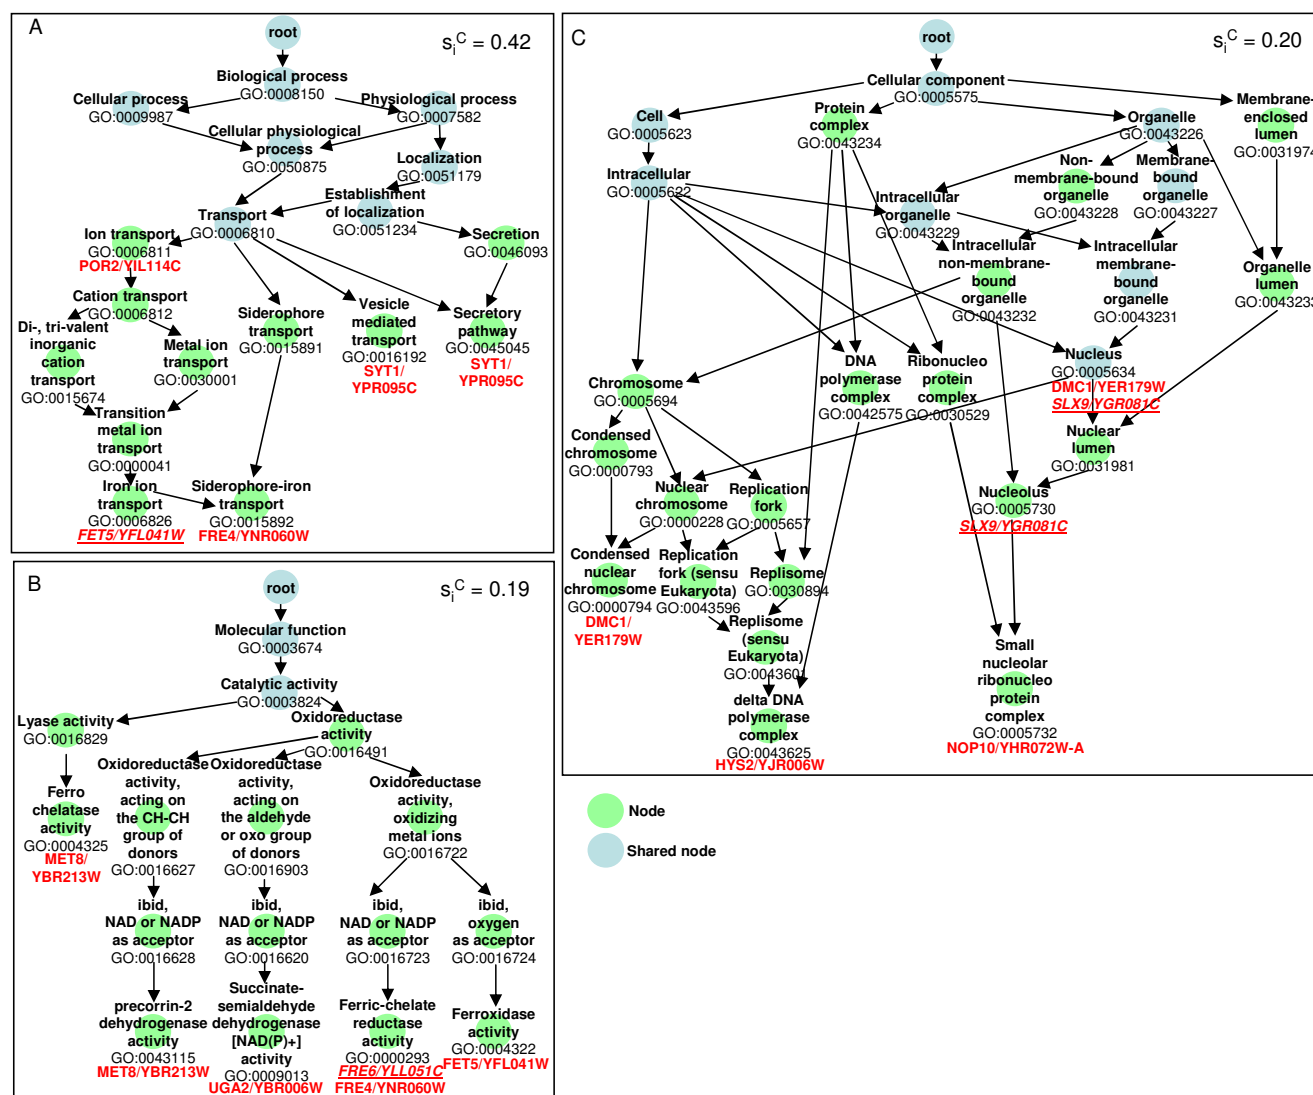 A
s_i^C = 0.42
root
Biological process
GO:0008150
Cellular process
GO:0009987
Physiological process
GO:0007582
Cellular physiological
process
GO:0050875
Localization
GO:0051179
Establishment
of localization
GO:0051234
Transport
GO:0006810
Ion transport
GO:0006811
POR2/YIL114C
Secretion
GO:0046093
Cation transport
GO:0006812
Di-, tri-valent
inorganic
cation
transport
GO:0015674
Metal ion
transport
GO:0030001
Siderophore
transport
GO:0015891
Vesicle
mediated
transport
GO:0016192
SYT1/
YPR095C
Secretory
pathway
GO:0045045
SYT1/
YPR095C
Transition
metal ion
transport
GO:0000041
Iron ion
transport
GO:0006826
FET5/YFL041W
Siderophore-iron
transport
GO:0015892
FRE4/YNR060W
B
s_i^C = 0.19
root
Molecular function
GO:0003674
Catalytic activity
GO:0003824
Lyase activity
GO:0016829
Oxidoreductase
activity
GO:0016491
Ferro
chelatase
activity
GO:0004325
MET8/
YBR213W
Oxidoreductase
activity,
acting on
the CH-CH
group of
donors
GO:0016627
Oxidoreductase
activity,
acting on
the aldehyde
or oxo group
of donors
GO:0016903
Oxidoreductase
activity,
oxidizing
metal ions
GO:0016722
ibid,
NAD or NADP
as acceptor
GO:0016628
ibid,
NAD or NADP
as acceptor
GO:0016620
ibid,
NAD or NADP
as acceptor
GO:0016723
ibid,
oxygen
as acceptor
GO:0016724
precorrin-2
dehydrogenase
activity
GO:0043115
MET8/YBR213W
Succinate-
semialdehyde
dehydrogenase
[NAD(P)+]
activity
GO:0009013
UGA2/YBR006W
Ferric-chelate
reductase
activity
GO:0000293
FRE6/YLL051C
FRE4/YNR060W
Ferroxidase
activity
GO:0004322
FET5/YFL041W
C
s_i^C = 0.20
root
Cellular component
GO:0005575
Cell
GO:0005623
Protein
complex
GO:0043234
Organelle
GO:0043226
Membrane-
enclosed
lumen
GO:0031974
Intracellular
GO:0005622
Non-
membrane-bound
organelle
GO:0043228
Membrane-
bound
organelle
GO:0043227
Intracellular
organelle
GO:0043229
Intracellular
non-membrane-
bound
organelle
GO:0043232
Intracellular
membrane-
bound
organelle
GO:0043231
Organelle
lumen
GO:0043233
Chromosome
GO:0005694
DNA
polymerase
complex
GO:0042575
Ribonucleo
protein
complex
GO:0030529
Nucleus
GO:0005634
DMC1/YER179W
SLX9/YGR081C
Condensed
chromosome
GO:0000793
Nuclear
lumen
GO:0031981
Nuclear
chromosome
GO:0000228
Replication
fork
GO:0005657
Nucleolus
GO:0005730
SLX9/YGR081C
Condensed
nuclear
chromosome
GO:0000794
DMC1/
YER179W
Replication
fork (sensu
Eukaryota)
GO:0043596
Replisome
GO:0030894
Replisome
(sensu
Eukaryota)
GO:0043601
delta DNA
polymerase
complex
GO:0043625
HYS2/YJR006W
Small
nucleolar
ribonucleo
protein
complex
GO:0005732
NOP10/YHR072W-A
Node
Shared node